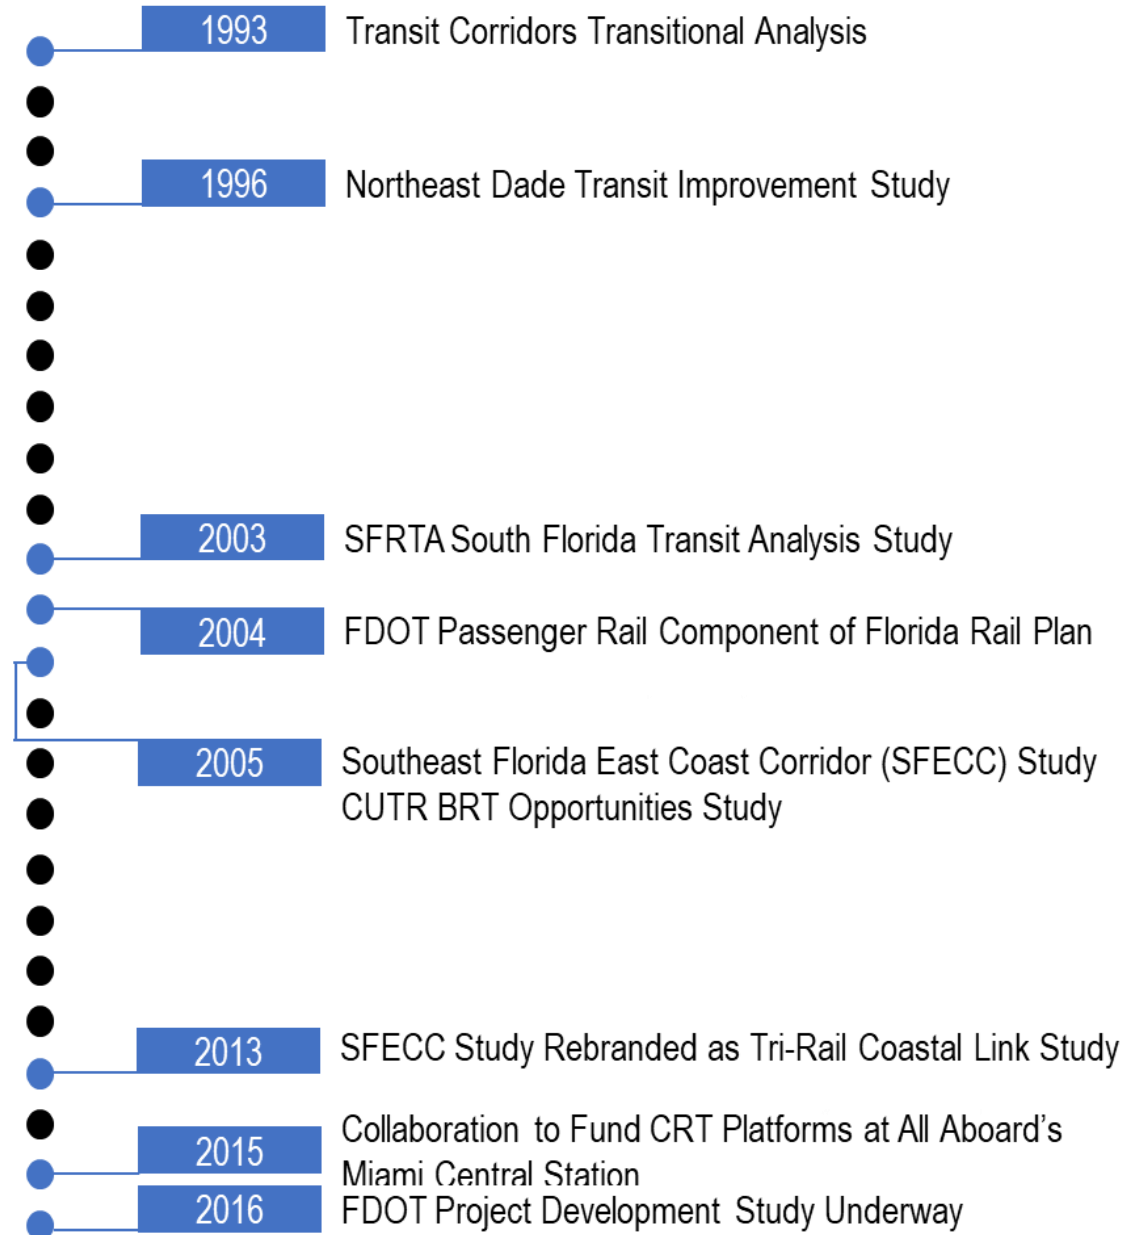 1993 Transit Corridors Transitional Analysis
1996 Northeast Dade Transit Improvement Study
2003 SFRTA South Florida Transit Analysis Study
2004 FDOT Passenger Rail Component of Florida Rail Plan
2005 Southeast Florida East Coast Corridor (SFECC) Study
CUTR BRT Opportunities Study
2013 SFECC Study Rebranded as Tri-Rail Coastal Link Study
2015 Collaboration to Fund CRT Platforms at All Aboard’s
Miami Central Station
2016 FDOT Project Development Study Underway